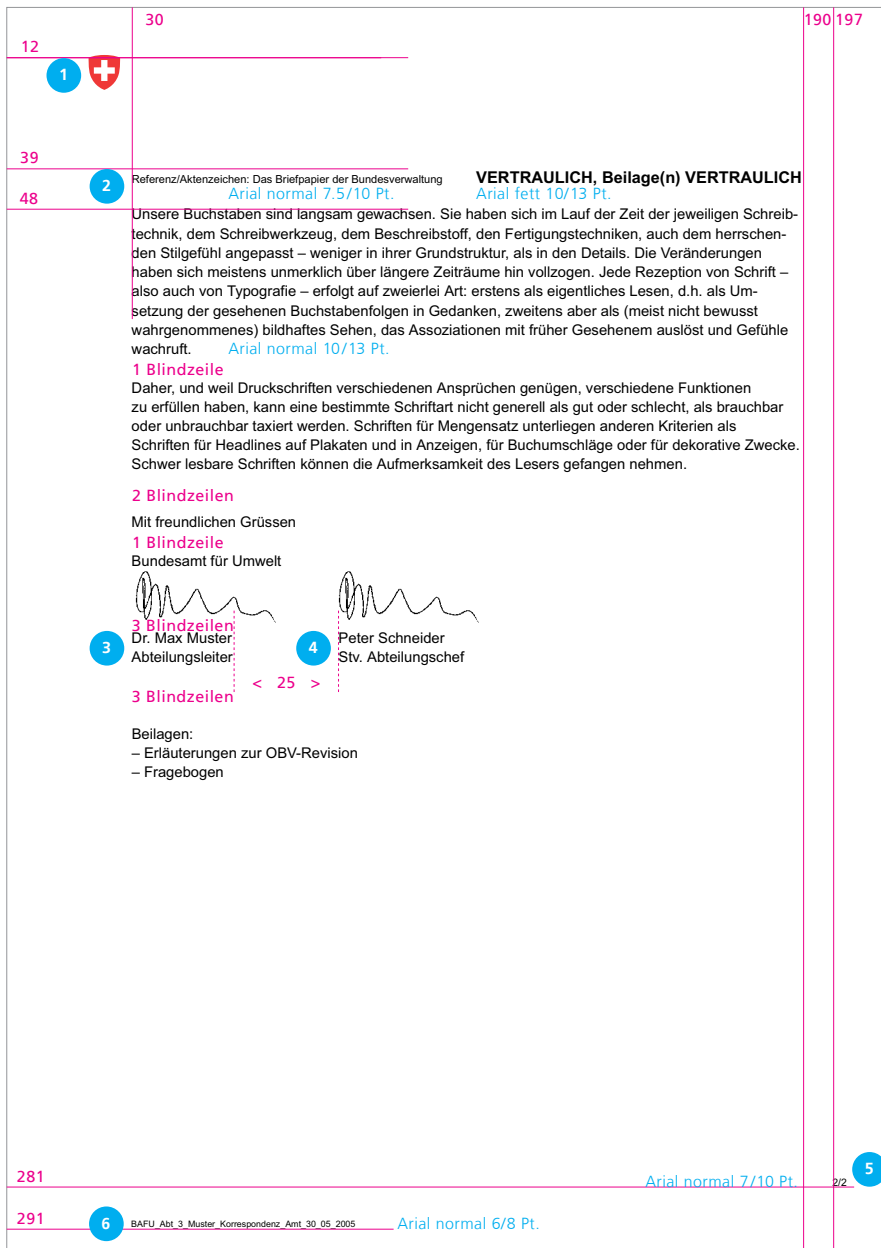 30
190 197
12
1
39
2
Referenz/Aktenzeichen: Das Briefpapier der Bundesverwaltung VERTRAULICH, Beilage(n) VERTRAULICH
Arial normal 7.5/10 Pt. Arial fett 10/13 Pt.
48
Unsere Buchstaben sind langsam gewachsen. Sie haben sich im Lauf der Zeit der jeweiligen Schreib-
technik, dem Schreibwerkzeug, dem Beschreibstoff, den Fertigungstechniken, auch dem herrschen-
den Stilgefühl angepasst – weniger in ihrer Grundstruktur, als in den Details. Die Veränderungen
haben sich meistens unmerklich über längere Zeiträume hin vollzogen. Jede Rezeption von Schrift –
also auch von Typografie – erfolgt auf zweierlei Art: erstens als eigentliches Lesen, d.h. als Um-
setzung der gesehenen Buchstabenfolgen in Gedanken, zweitens aber als (meist nicht bewusst
wahrgenommenes) bildhaftes Sehen, das Assoziationen mit früher Gesehenem auslöst und Gefühle
wachruft. Arial normal 10/13 Pt.
1 Blindzeile
Daher, und weil Druckschriften verschiedenen Ansprüchen genügen, verschiedene Funktionen
zu erfüllen haben, kann eine bestimmte Schriftart nicht generell als gut oder schlecht, als brauchbar
oder unbrauchbar taxiert werden. Schriften für Mengensatz unterliegen anderen Kriterien als
Schriften für Headlines auf Plakaten und in Anzeigen, für Buchumschläge oder für dekorative Zwecke.
Schwer lesbare Schriften können die Aufmerksamkeit des Lesers gefangen nehmen.
2 Blindzeilen
Mit freundlichen Grüssen
1 Blindzeile
Bundesamt für Umwelt
3 Blindzeilen
3 Dr. Max Muster 4 Peter Schneider
Abteilungsleiter Stv. Abteilungschef
< 25 >
3 Blindzeilen
Beilagen:
– Erläuterungen zur OBV-Revision
– Fragebogen
5
281 Arial normal 7/10 Pt. 2/2
291 6 BAFU_Abt_3_Muster_Korrespondenz_Amt_30_05_2005 Arial normal 6/8 Pt.